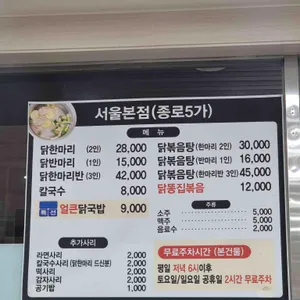 서울본점(종로5가)
메 뉴
닭한마리 (2인) 28,000
닭반마리 (1인) 15,000
닭한마리반 (3인) 42,000
칼국수 8,000
특선 얼큰닭국밥 9,000
추가사리
라면사리 2,000
칼국수사리 (닭한마리 드신분) 2,000
떡사리 2,000
감자사리 2,000
공기밥 1,000
닭볶음탕 (한마리 2인) 30,000
닭볶음탕 (반마리 1인) 16,000
닭볶음탕 (한마리반 3인) 45,000
닭똥집볶음 12,000
주류
소주 5,000
맥주 5,000
음료수 2,000
무료주차시간 (본건물)
평일 저녁 6시이후
토요일/일요일 공휴일 2시간 무료주차